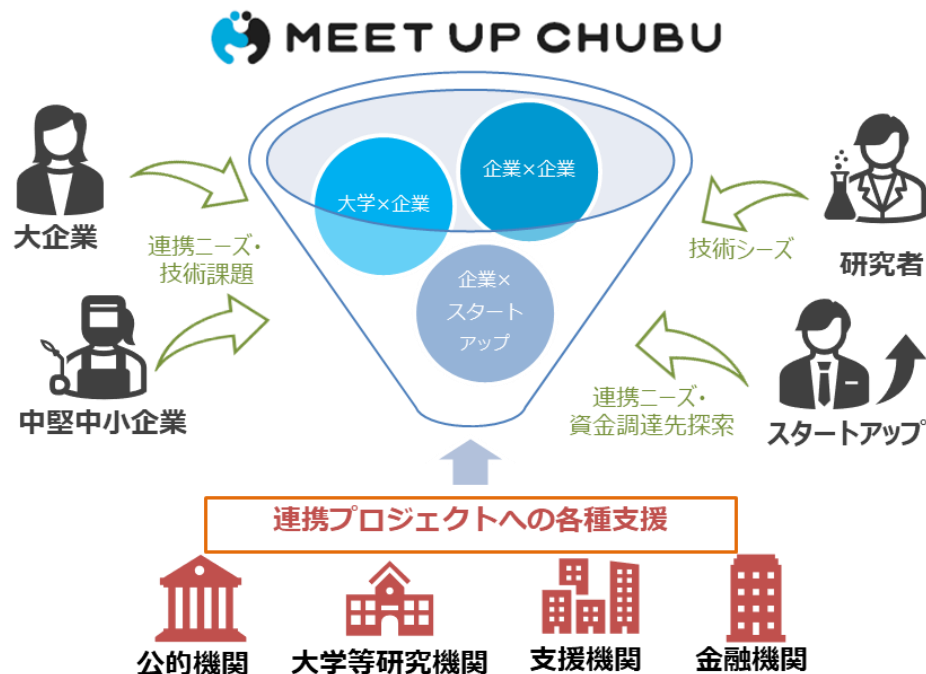 MEET UP CHUBU
企業×企業
大学×企業
大企業
連携ニーズ・
技術課題
技術シーズ
研究者
企業×
スタート
アップ
中堅中小企業
連携ニーズ・
資金調達先探索
スタートアップ
連携プロジェクトへの各種支援
公的機関
大学等研究機関
支援機関
金融機関